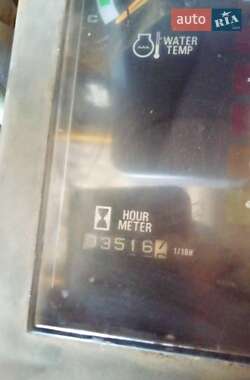 auto RIA
C
WATER
TEMP
HOUR
METER
3516 1/10H